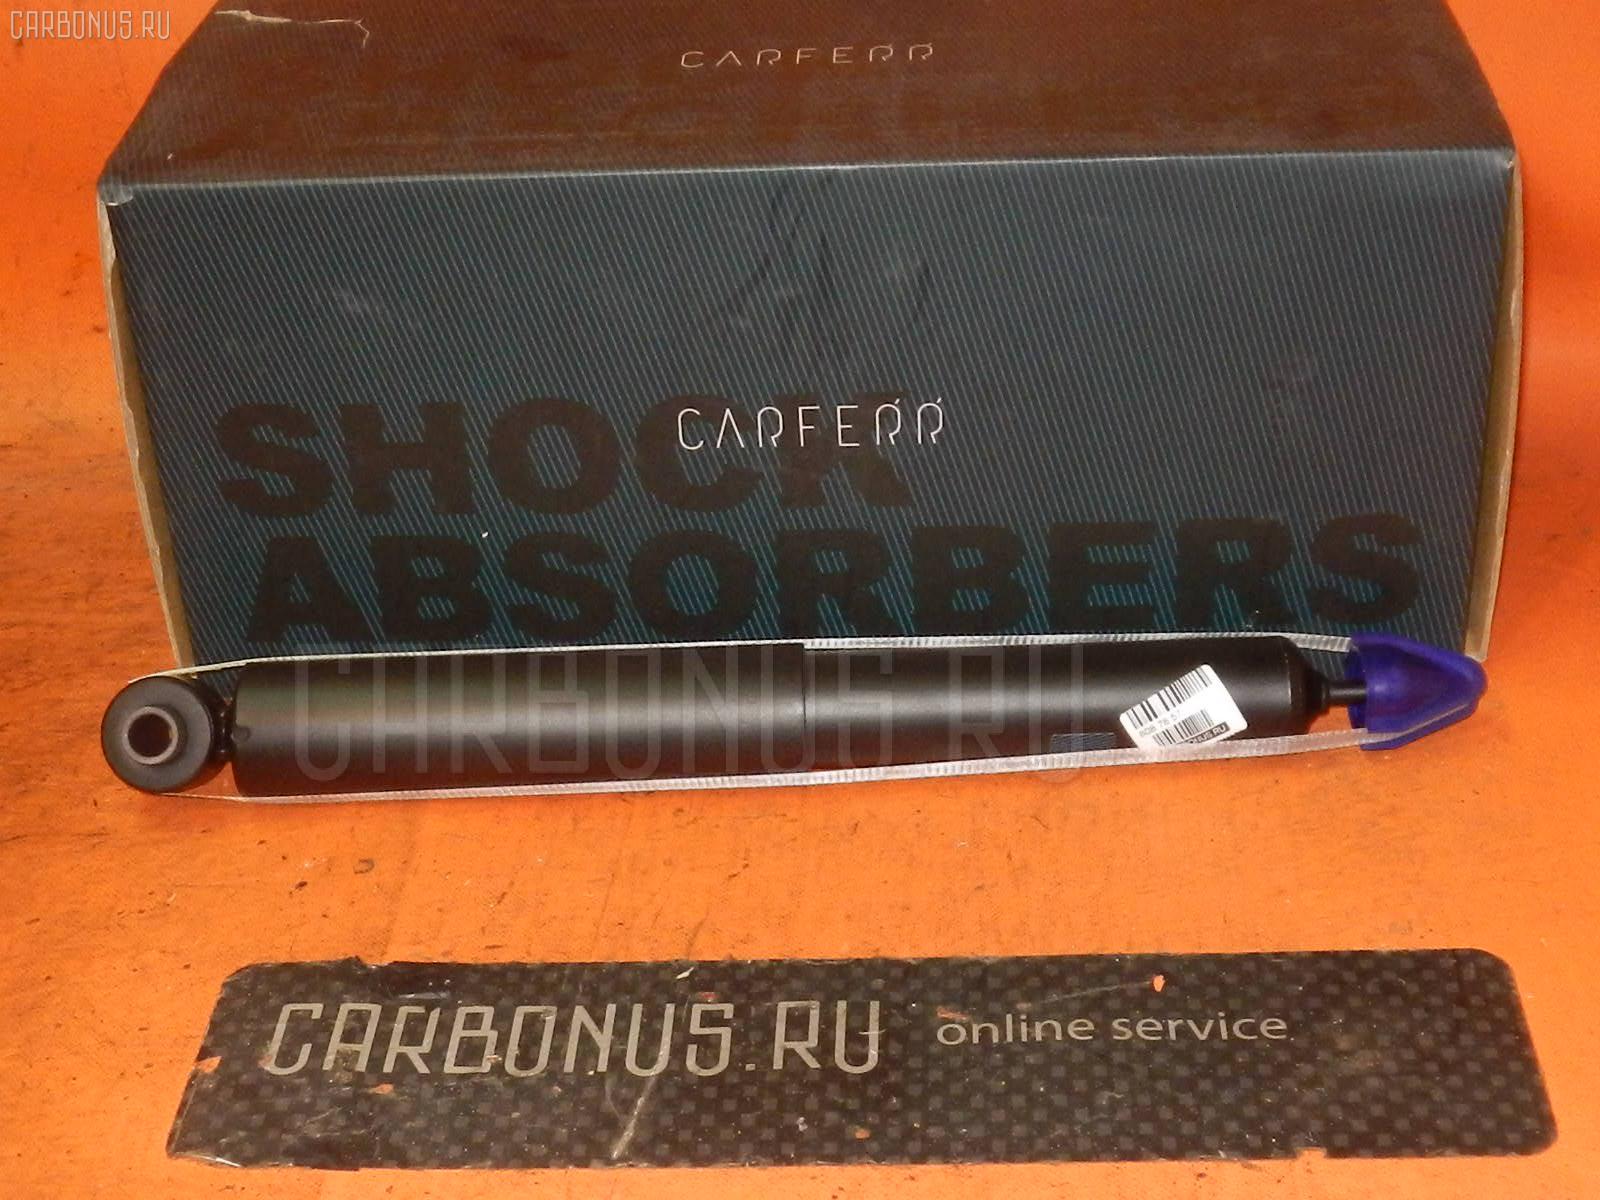 CARBONUS.RU
CARFERR
CARFERR
SHOCK
ABSORBERS
CARBONUS RU
CARBONUS.RU online service